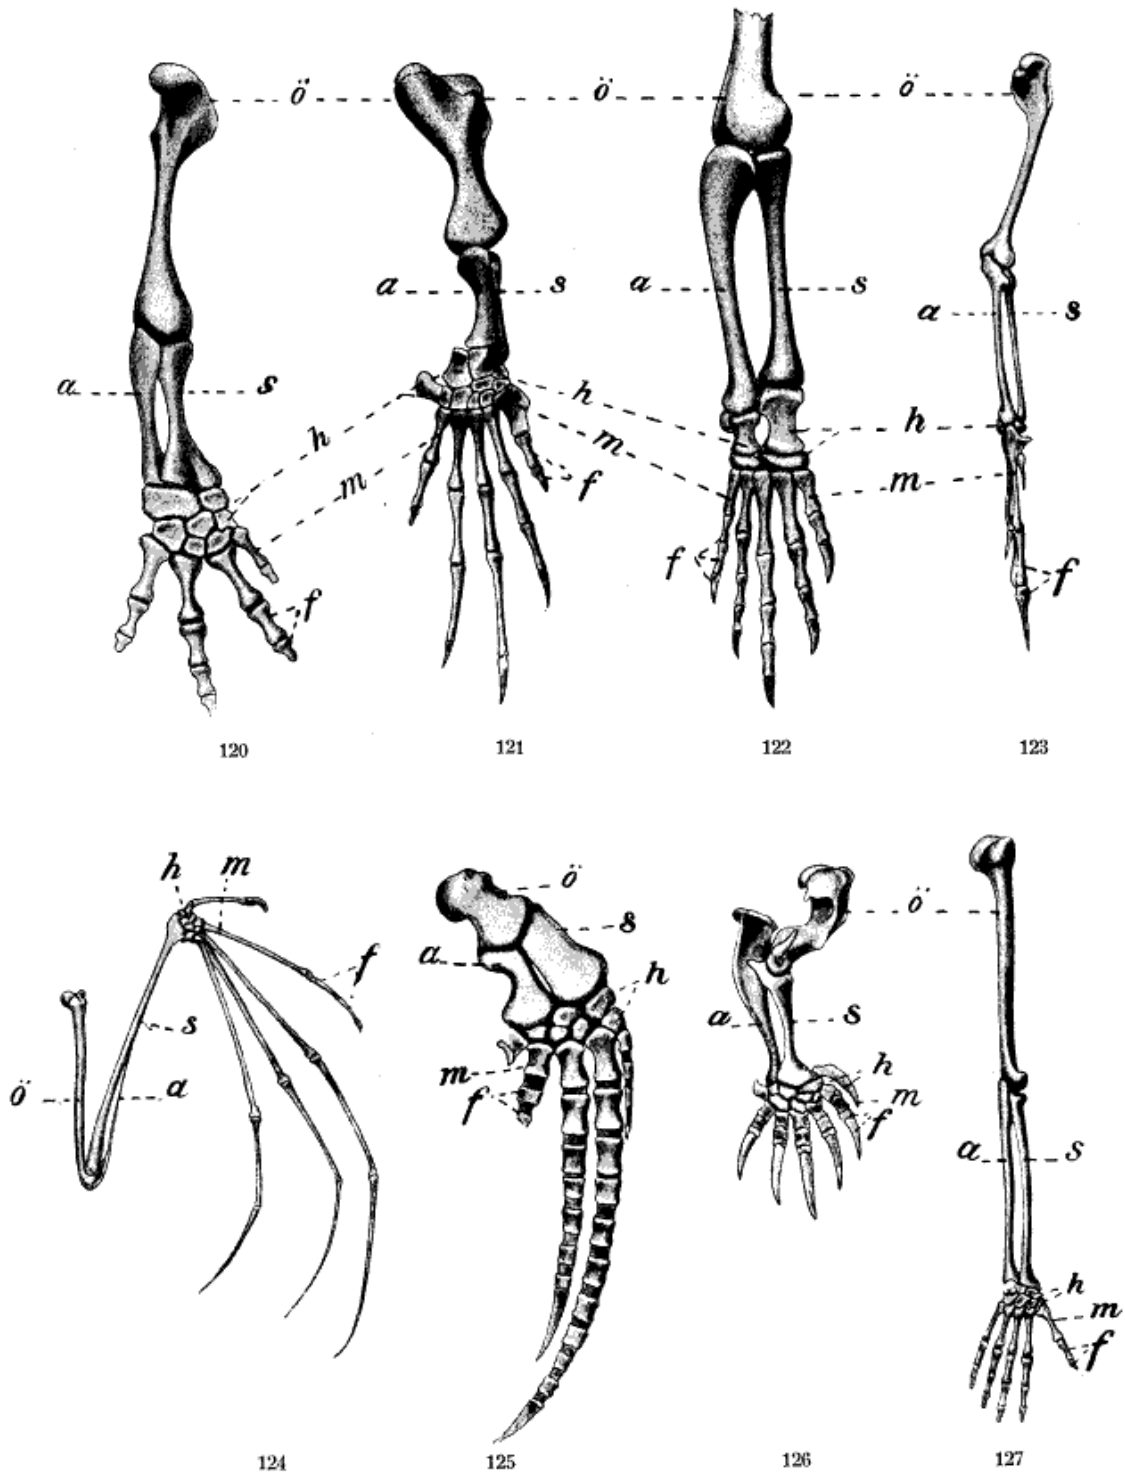 ö ö ö
a s a s a s
a s
h h h
m m m
f f f f
120 121 122 123
h m
ö s
f a h
ö
s a s
a h
ö a m m
f f
a s
h
m
f
124 125 126 127